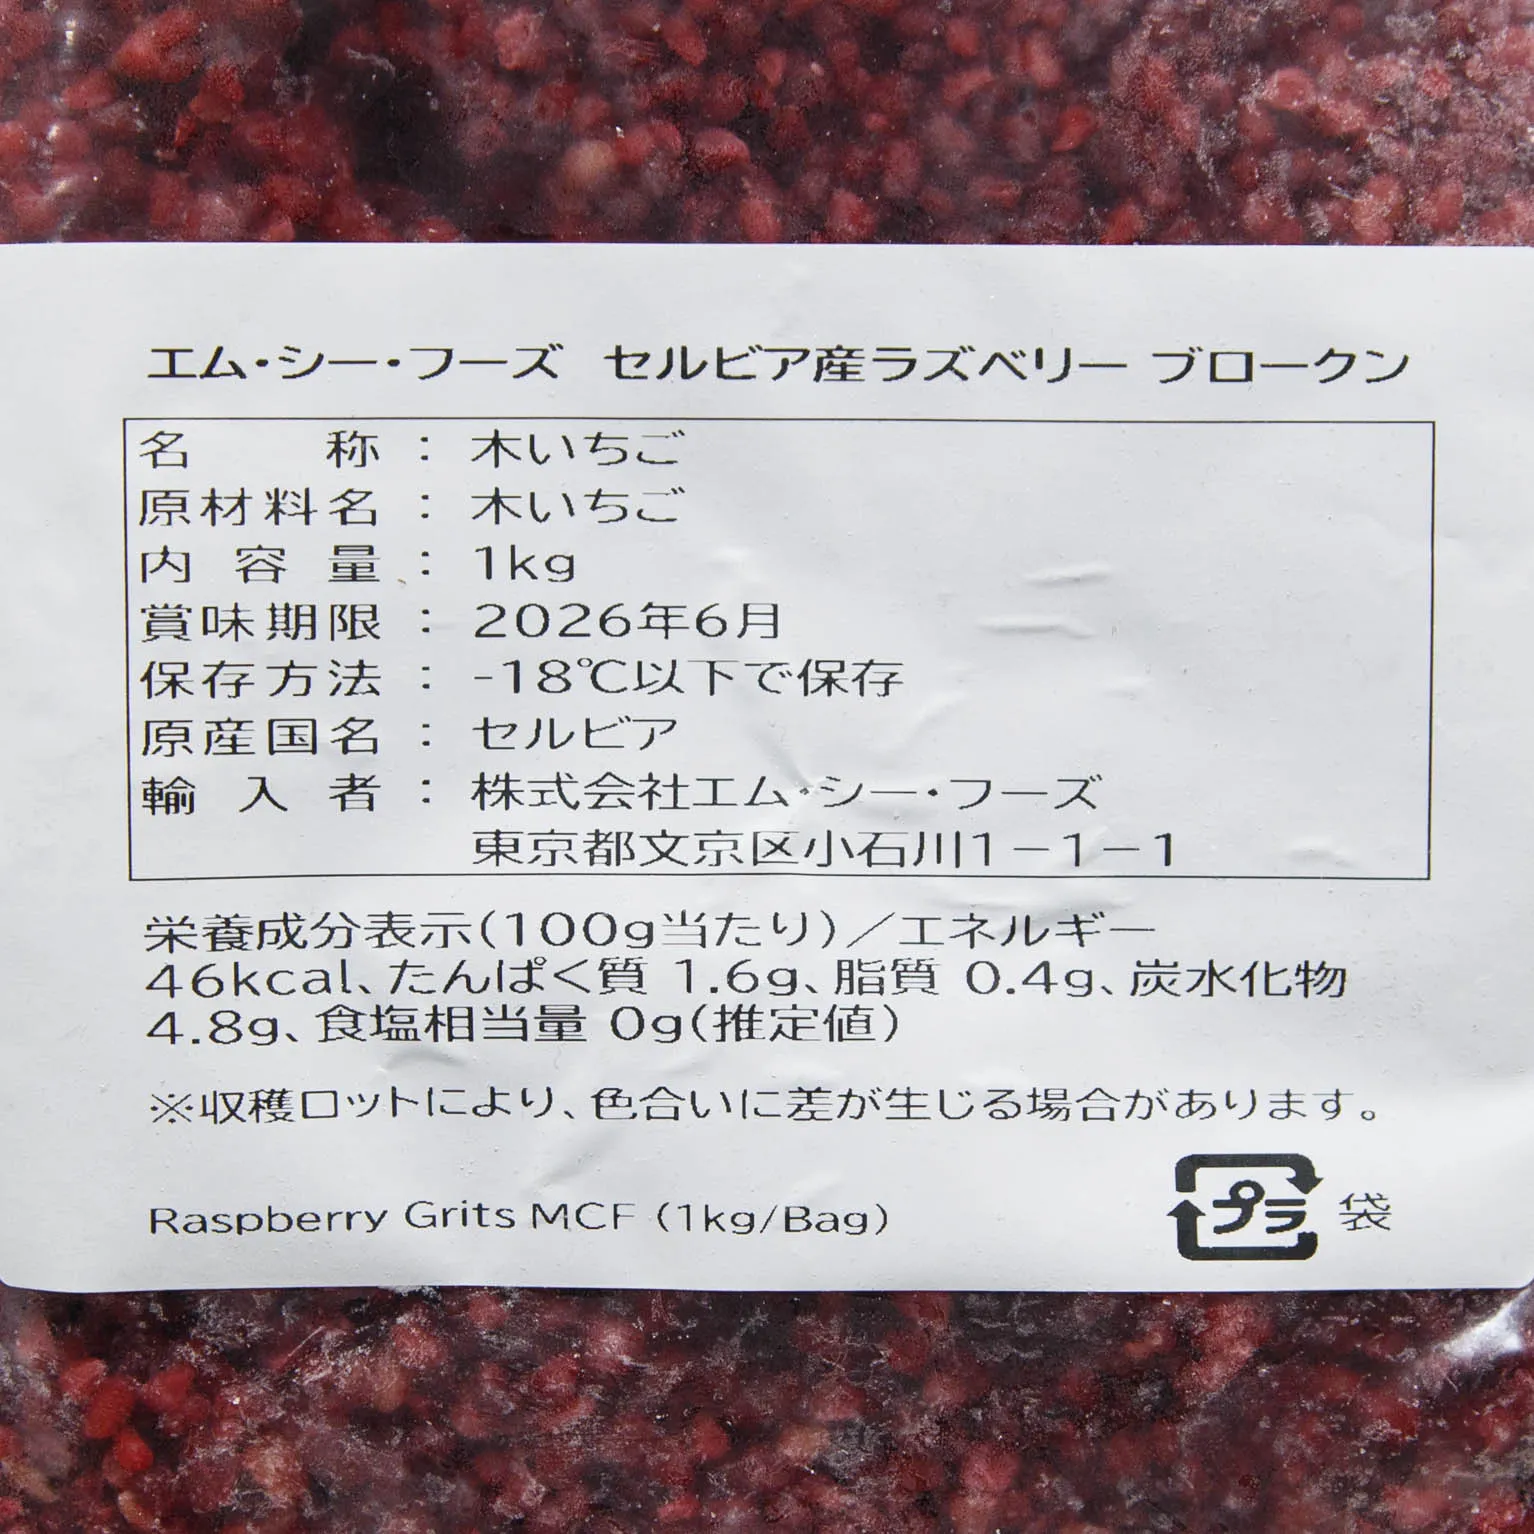 エム・シー・フーズ セルビア産ラズベリー ブロークン
名称：木いちご
原材料名：木いちご
内容量：1kg
賞味期限：2026年6月
保存方法：-18℃以下で保存
原産国名：セルビア
輸入者：株式会社エム・シー・フーズ
東京都文京区小石川1－1－1
栄養成分表示(100g当たり)／エネルギー
46kcal、たんぱく質 1.6g、脂質 0.4g、炭水化物
4.8g、食塩相当量 0g(推定値)
※収穫ロットにより、色合いに差が生じる場合があります。
Raspberry Grits MCF (1kg/Bag)
プラ 袋